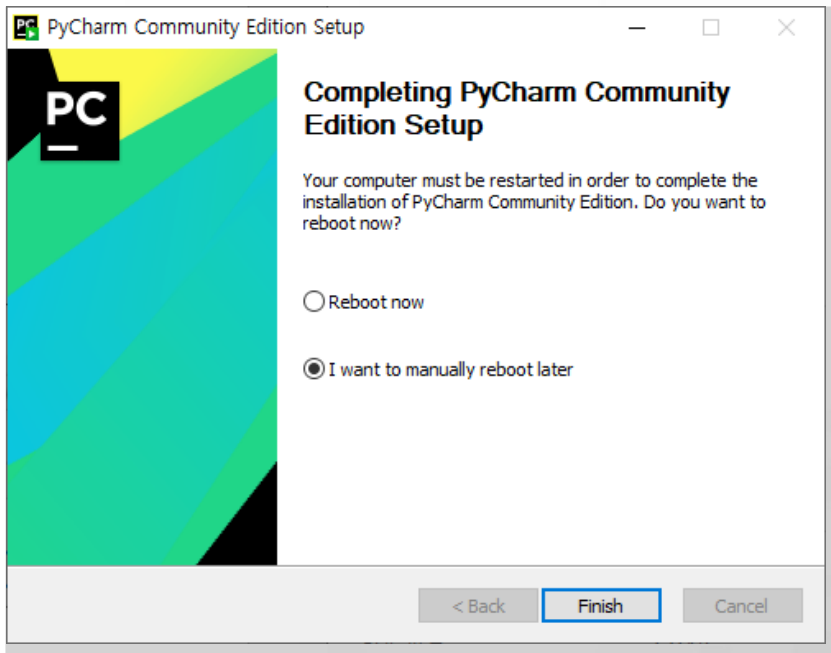 PyCharm Community Edition Setup
PC
Completing PyCharm Community
Edition Setup
Your computer must be restarted in order to complete the
installation of PyCharm Community Edition. Do you want to
reboot now?
Reboot now
I want to manually reboot later
< Back
Finish
Cancel